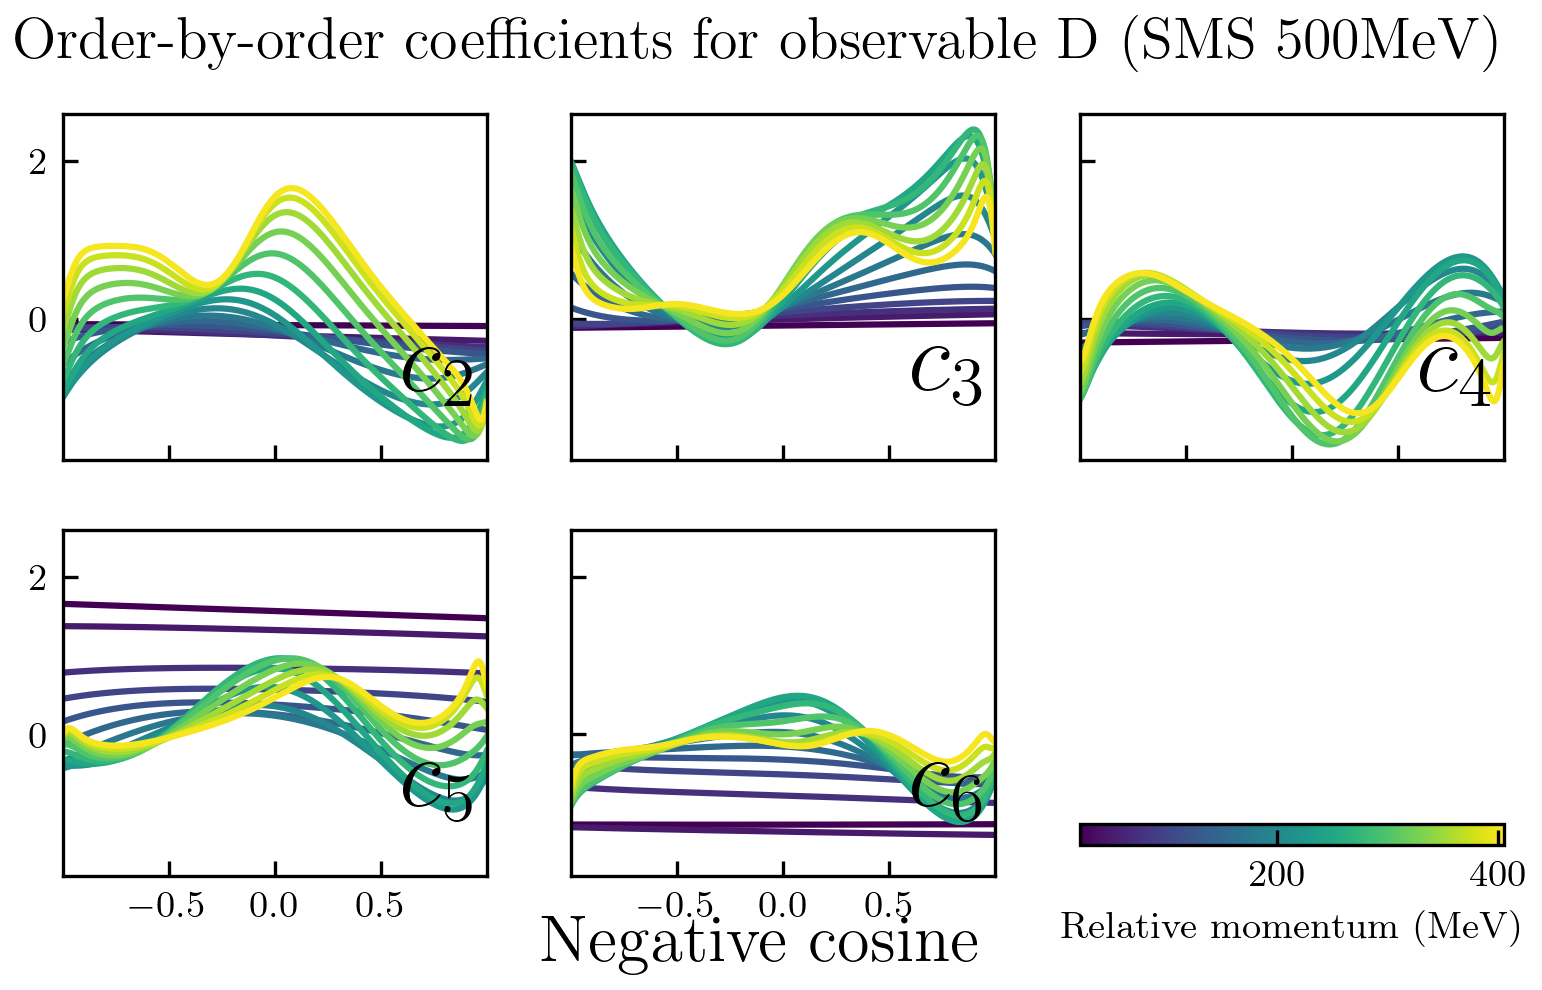 Order-by-order coefficients for observable D (SMS 500MeV)
2
0
c₂
c₃
c₄
2
0
c₅
c₆
−0.5 0.0 0.5
−0.5 0.0 0.5
200 400
Relative momentum (MeV)
Negative cosine